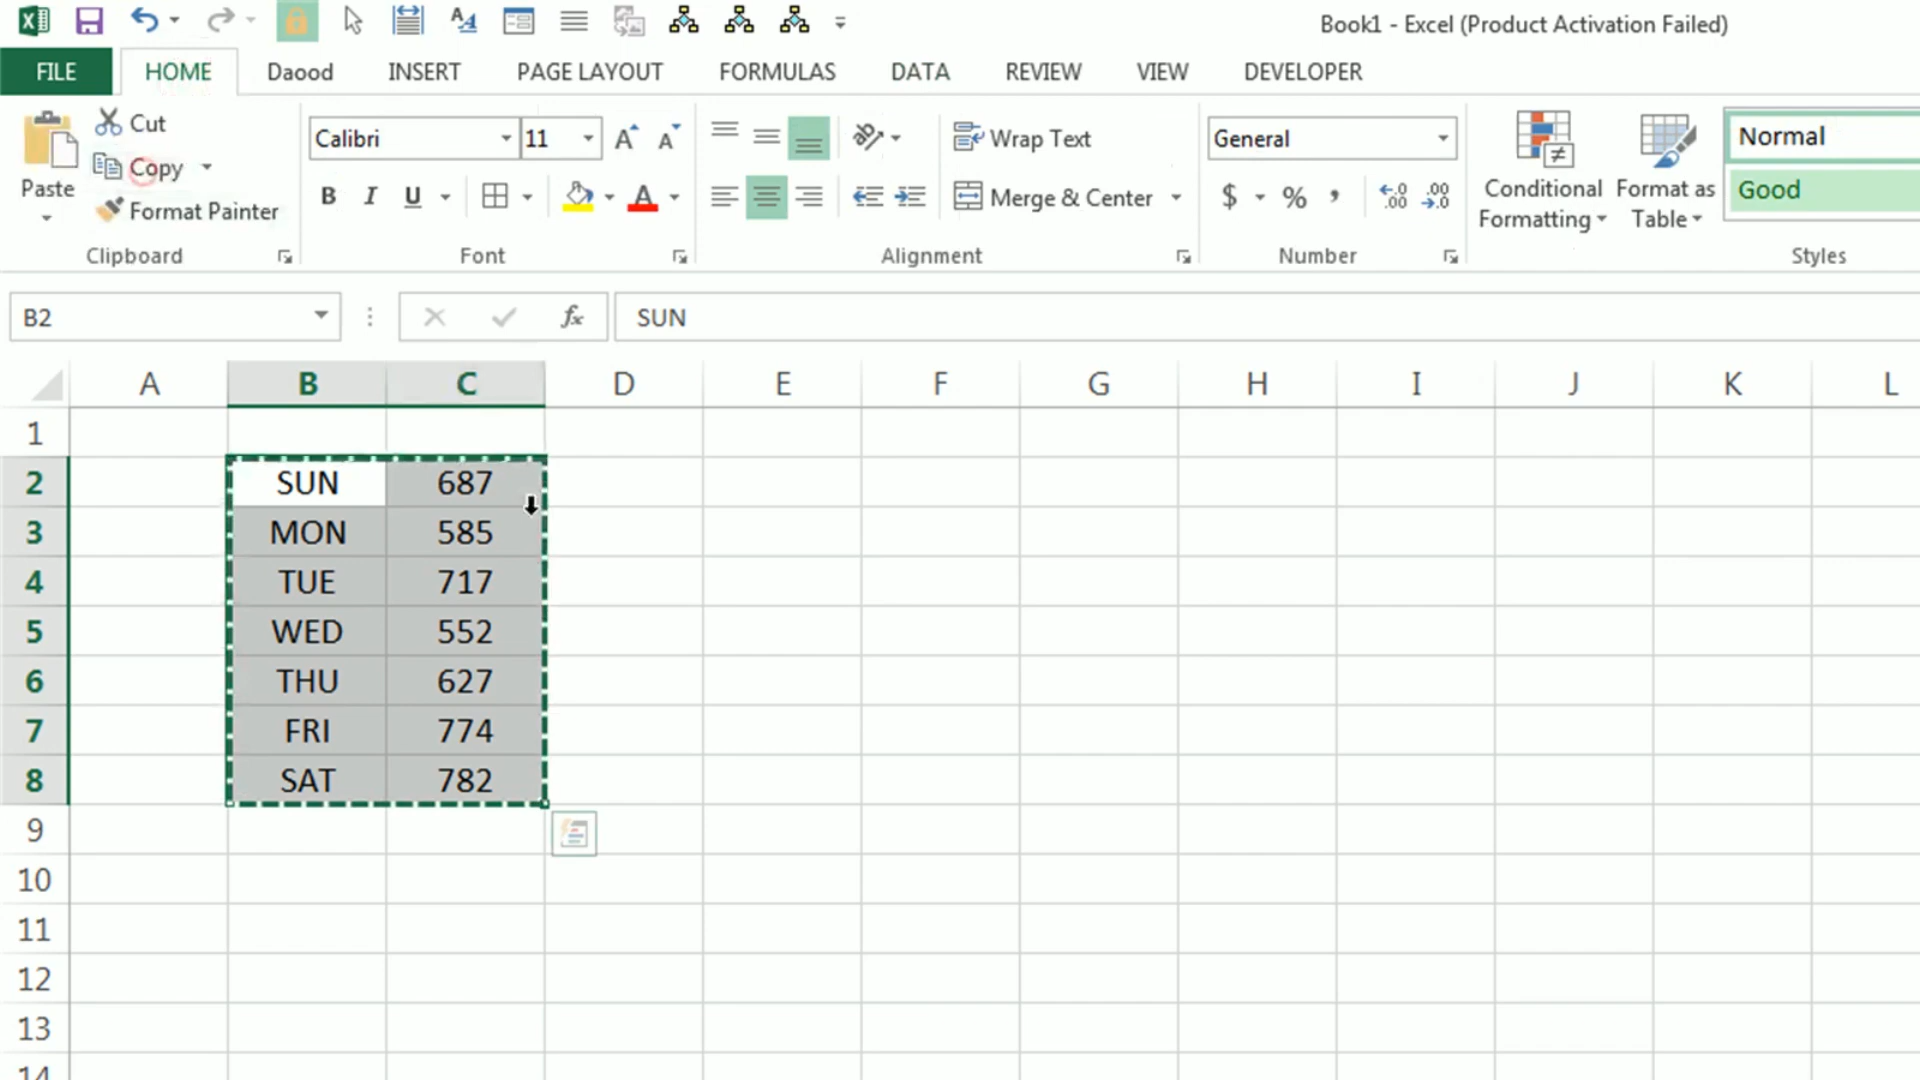 Book1 - Excel (Product Activation Failed)
FILE HOME Daood INSERT PAGE LAYOUT FORMULAS DATA REVIEW VIEW DEVELOPER
Paste
Cut
Copy
Format Painter
Clipboard
Calibri 11
B I U
Font
Wrap Text
Merge & Center
Alignment
General
$ % ,
Number
Conditional Formatting
Format as Table
Normal
Good
Styles
B2 fx SUN
A B C D E F G H I J K L
1
2 SUN 687
3 MON 585
4 TUE 717
5 WED 552
6 THU 627
7 FRI 774
8 SAT 782
9
10
11
12
13
14